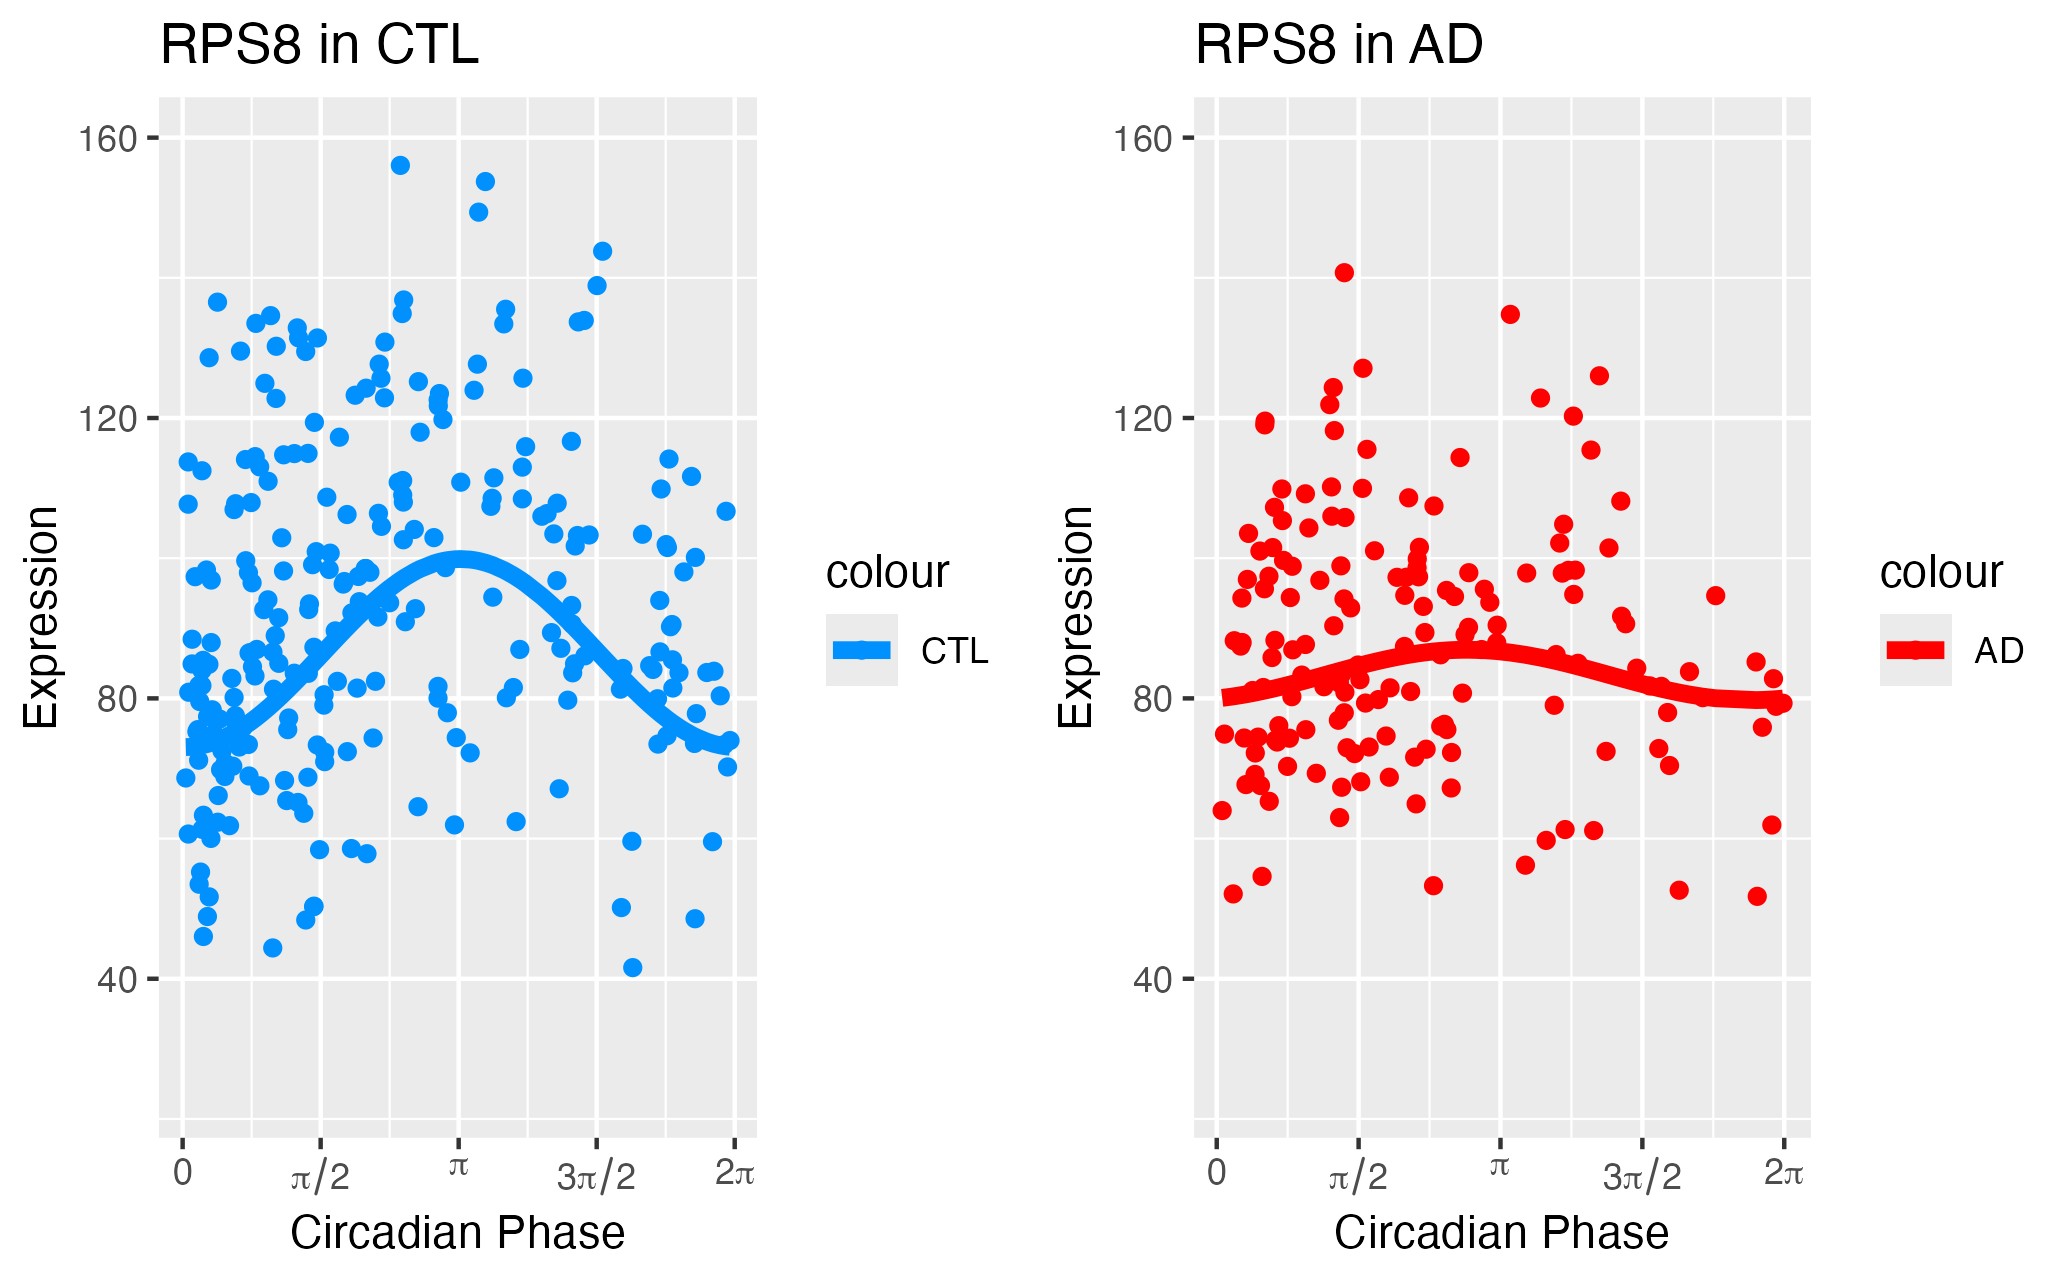 RPS8 in CTL
160
120
80
40
Expression
0 π/2 π 3π/2 2π
Circadian Phase
colour
CTL
RPS8 in AD
160
120
80
40
Expression
0 π/2 π 3π/2 2π
Circadian Phase
colour
AD